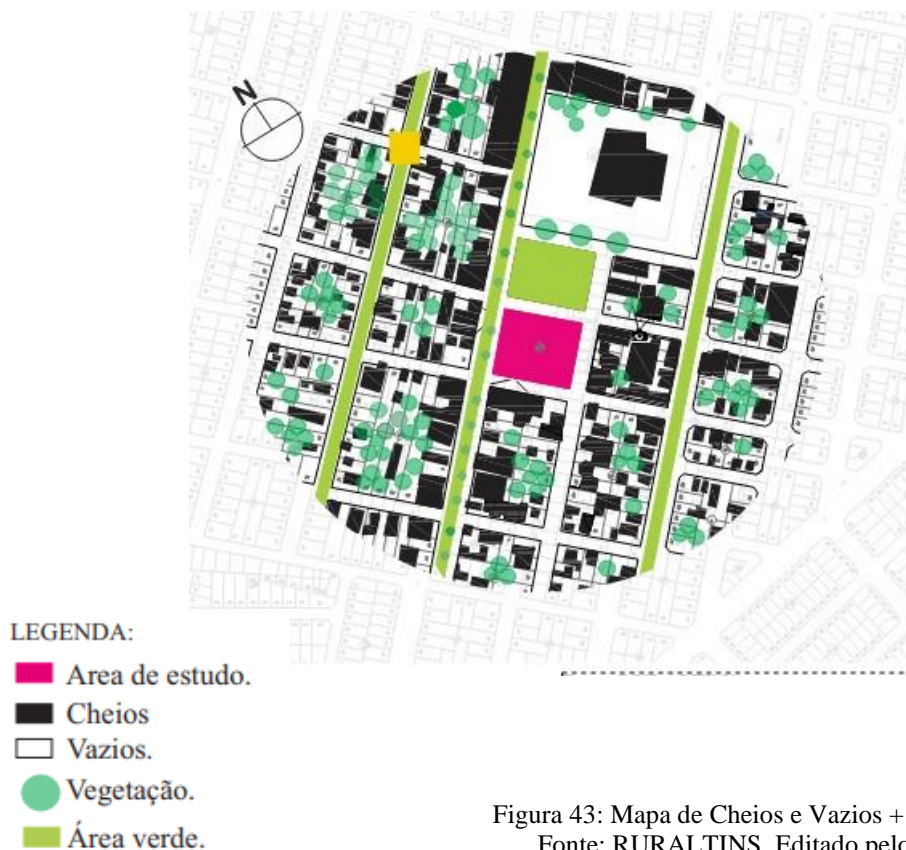 N
LEGENDA:
Area de estudo.
Cheios
Vazios.
Vegetação.
Área verde.
Figura 43: Mapa de Cheios e Vazios +
Fonte: RURALTINS. Editado pelo